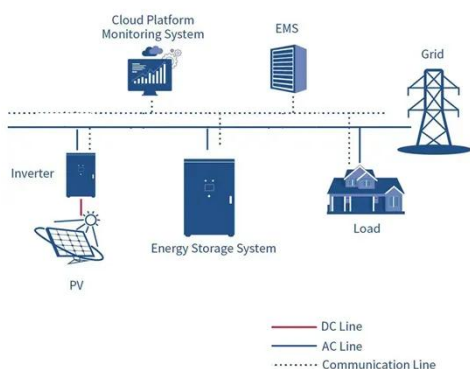 Cloud Platform
Monitoring System
EMS
Grid
Inverter
Energy Storage System
Load
PV
DC Line
AC Line
Communication Line